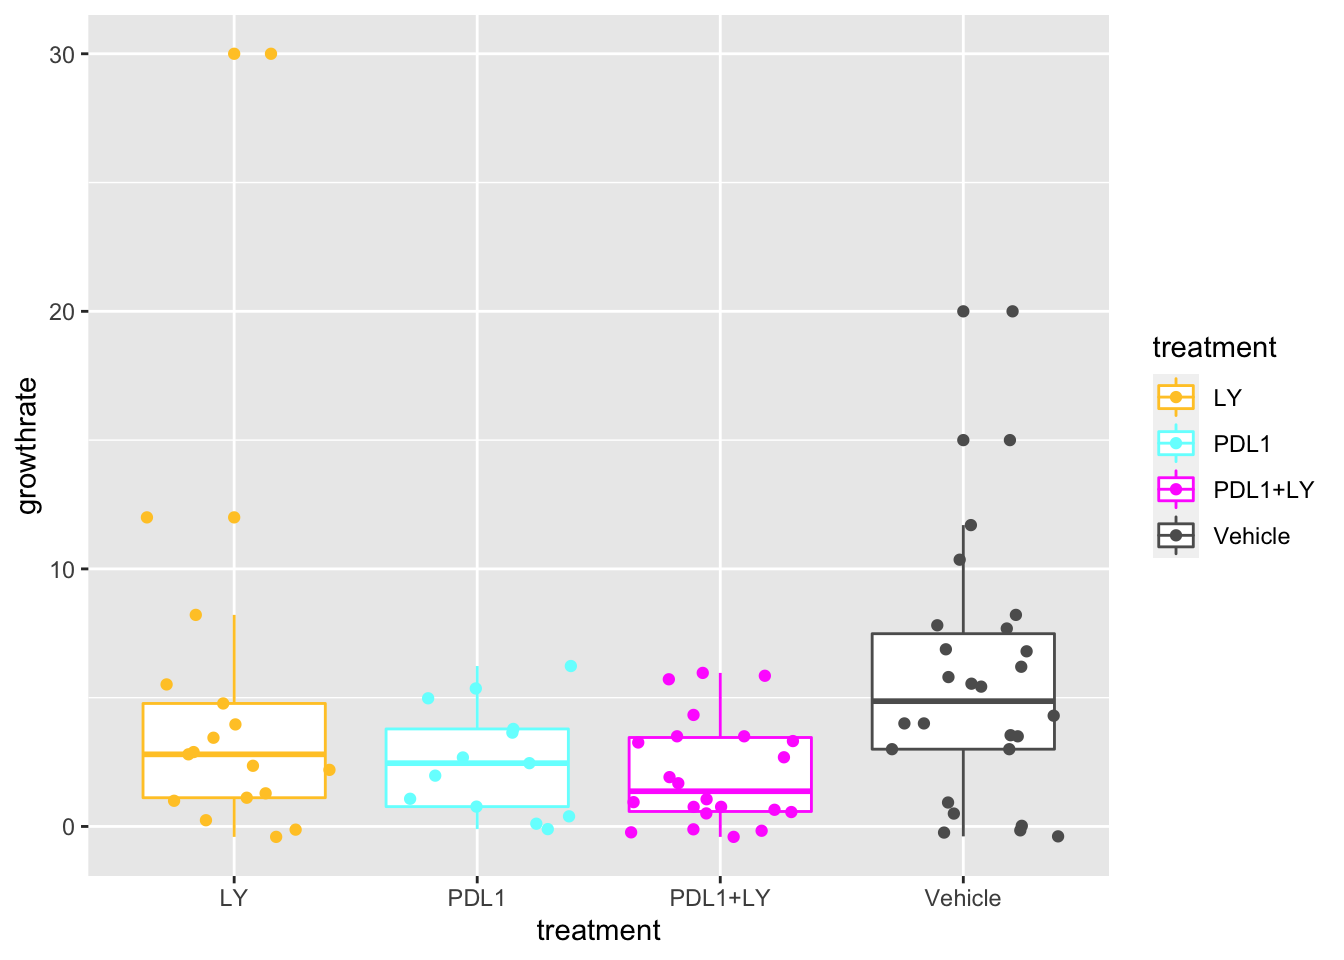 30
20
10
0
growthrate
LY
PDL1
PDL1+LY
Vehicle
treatment
treatment
LY
PDL1
PDL1+LY
Vehicle